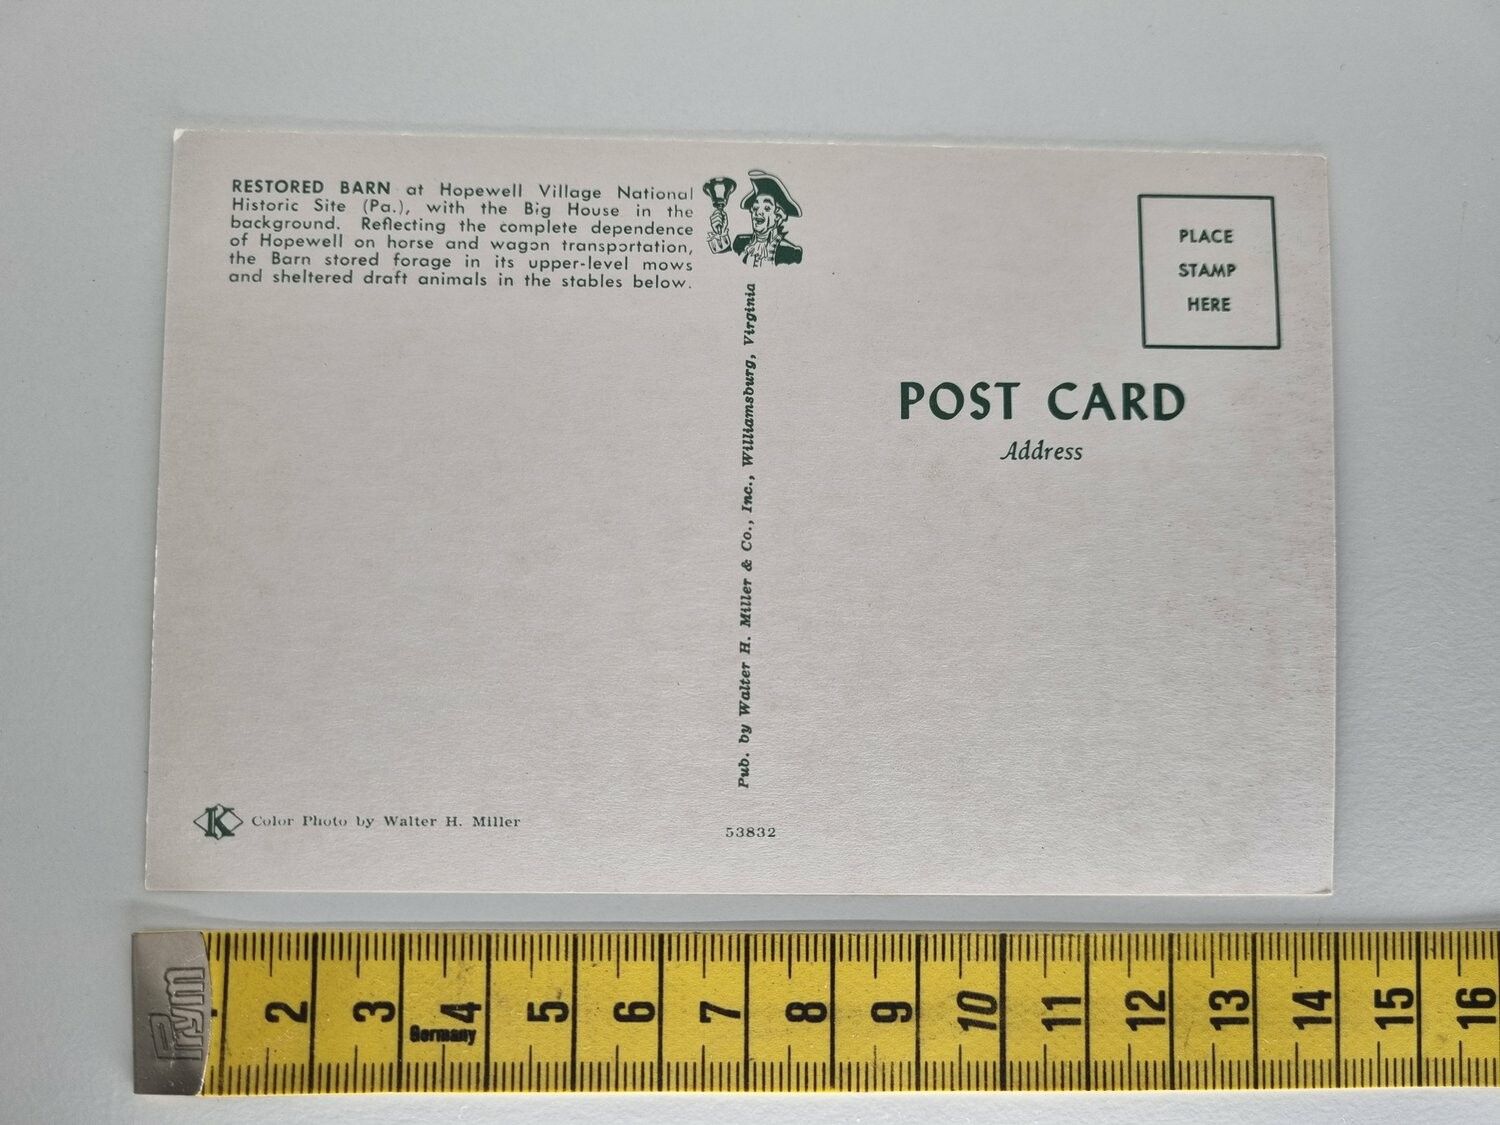 RESTORED BARN at Hopewell Village National
Historic Site (Pa.), with the Big House in the
background. Reflecting the complete dependence
of Hopewell on horse and wagon transportation,
the Barn stored forage in its upper-level mows
and sheltered draft animals in the stables below.
PLACE
STAMP
HERE
POST CARD
Address
Pub. by Walter H. Miller & Co., Inc., Williamsburg, Virginia
K Color Photo by Walter H. Miller
53832
Prym
2 3 4 5 6 7 8 9 10 11 12 13 14 15 16
Germany